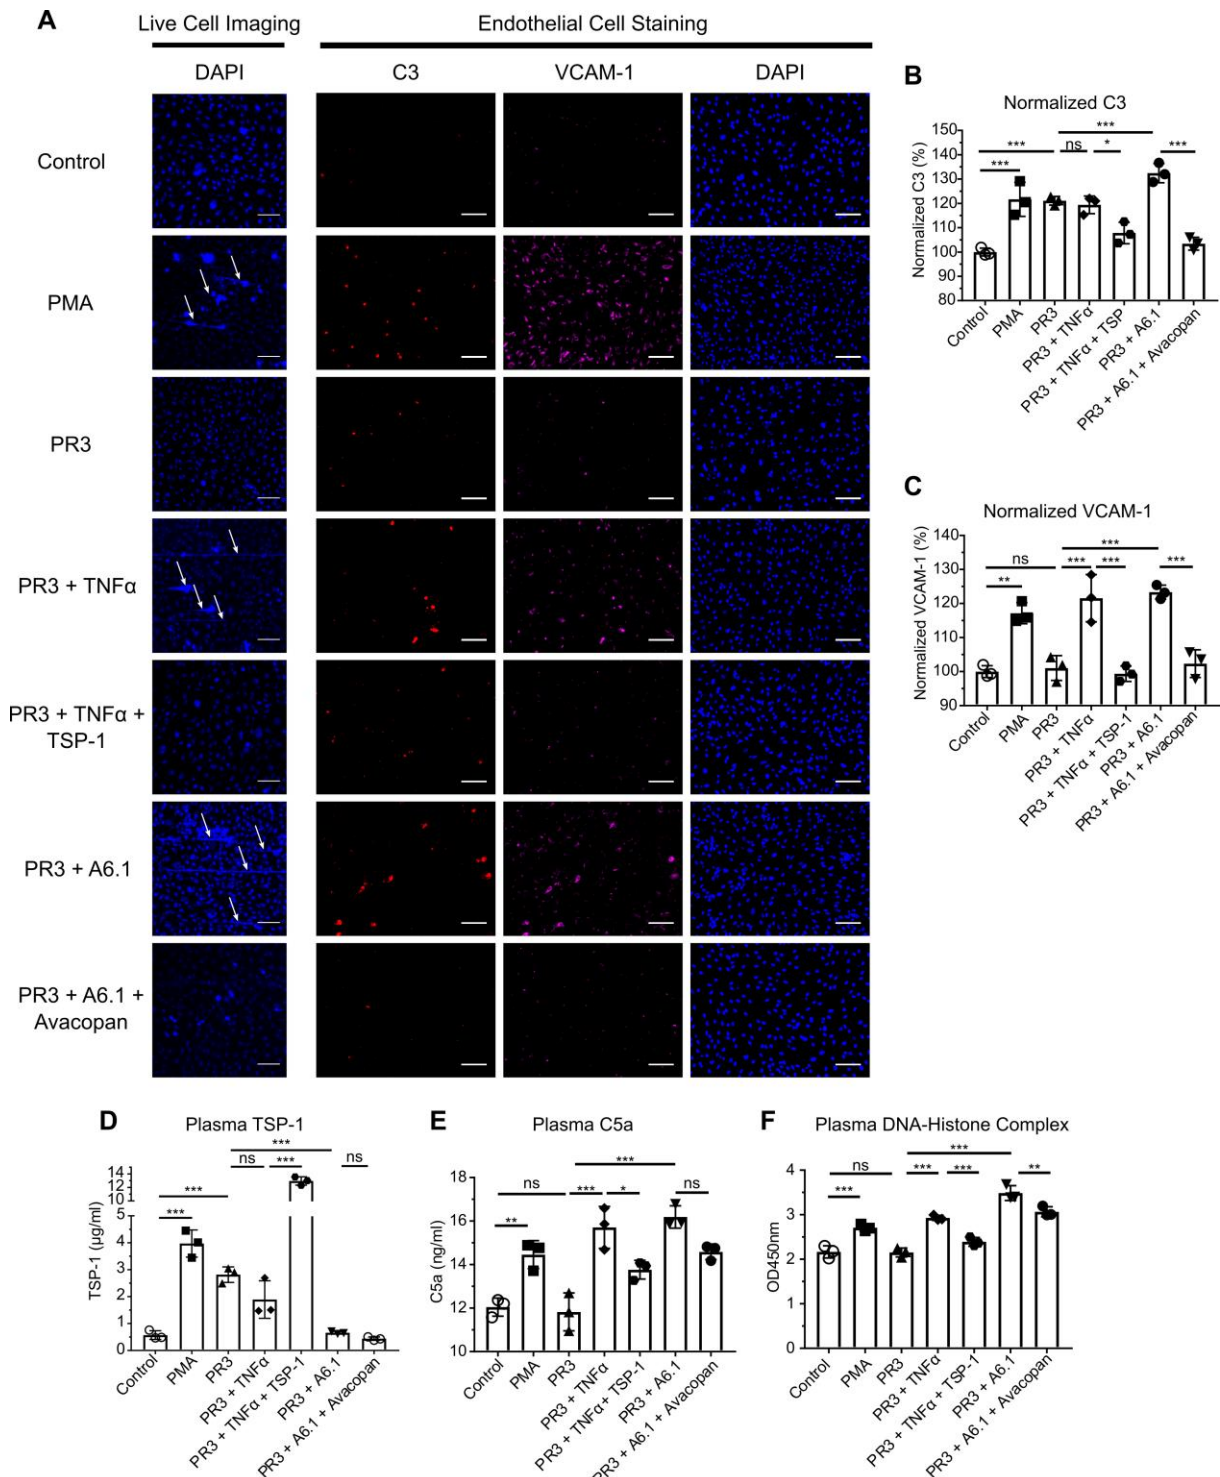 A
Live Cell Imaging
Endothelial Cell Staining
DAPI
C3
VCAM-1
DAPI
Control
PMA
PR3
PR3 + TNFα
PR3 + TNFα +
TSP-1
PR3 + A6.1
PR3 + A6.1 +
Avacopan
B
Normalized C3
Normalized C3 (%)
150
140
130
120
110
100
90
80
***
***
***
ns
*
***
Control
PMA
PR3
PR3 + TNFα
PR3 + TNFα + TSP
PR3 + A6.1
PR3 + A6.1 + Avacopan
C
Normalized VCAM-1
Normalized VCAM-1 (%)
140
130
120
110
100
90
***
ns
***
***
***
**
Control
PMA
PR3
PR3 + TNFα
PR3 + TNFα + TSP-1
PR3 + A6.1
PR3 + A6.1 + Avacopan
D
Plasma TSP-1
TSP-1 (µg/ml)
14
12
10
5
4
3
2
1
0
***
ns
***
ns
***
***
Control
PMA
PR3
PR3 + TNFα
PR3 + TNFα + TSP-1
PR3 + A6.1
PR3 + A6.1 + Avacopan
E
Plasma C5a
C5a (ng/ml)
18
16
14
12
10
***
ns
***
*
ns
**
Control
PMA
PR3
PR3 + TNFα
PR3 + TNFα + TSP-1
PR3 + A6.1
PR3 + A6.1 + Avacopan
F
Plasma DNA-Histone Complex
OD450nm
4
3
2
1
0
***
ns
***
***
**
***
Control
PMA
PR3
PR3 + TNFα
PR3 + TNFα + TSP-1
PR3 + A6.1
PR3 + A6.1 + Avacopan